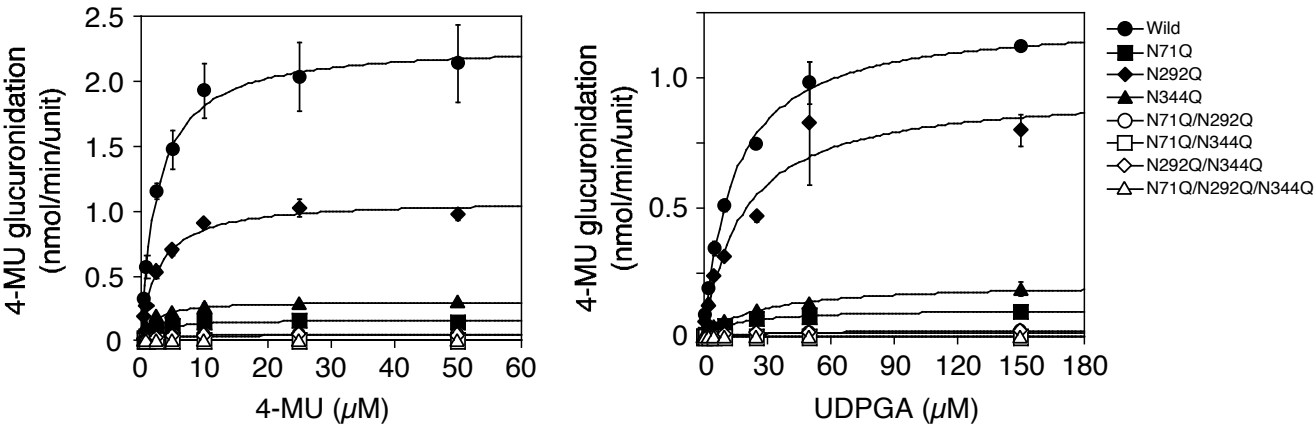 4-MU glucuronidation
(nmol/min/unit)
2.5
2.0
1.5
1.0
0.5
0
0 10 20 30 40 50 60
4-MU (µM)
4-MU glucuronidation
(nmol/min/unit)
1.0
0.5
0
0 30 60 90 120 150 180
UDPGA (µM)
Wild
N71Q
N292Q
N344Q
N71Q/N292Q
N71Q/N344Q
N292Q/N344Q
N71Q/N292Q/N344Q